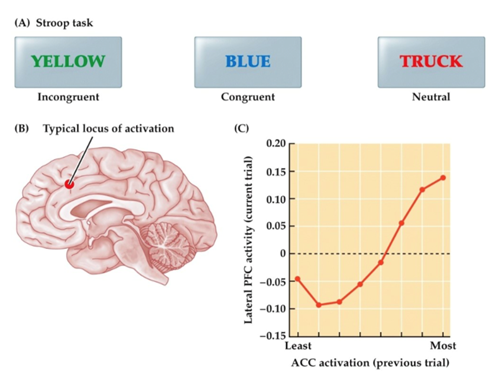 (A) Stroop task
YELLOW
BLUE
TRUCK
Incongruent
Congruent
Neutral
(B) Typical locus of activation
(C)
Lateral PFC activity (current trial)
0.20
0.15
0.10
0.05
0
−0.05
−0.10
−0.15
Least
Most
ACC activation (previous trial)